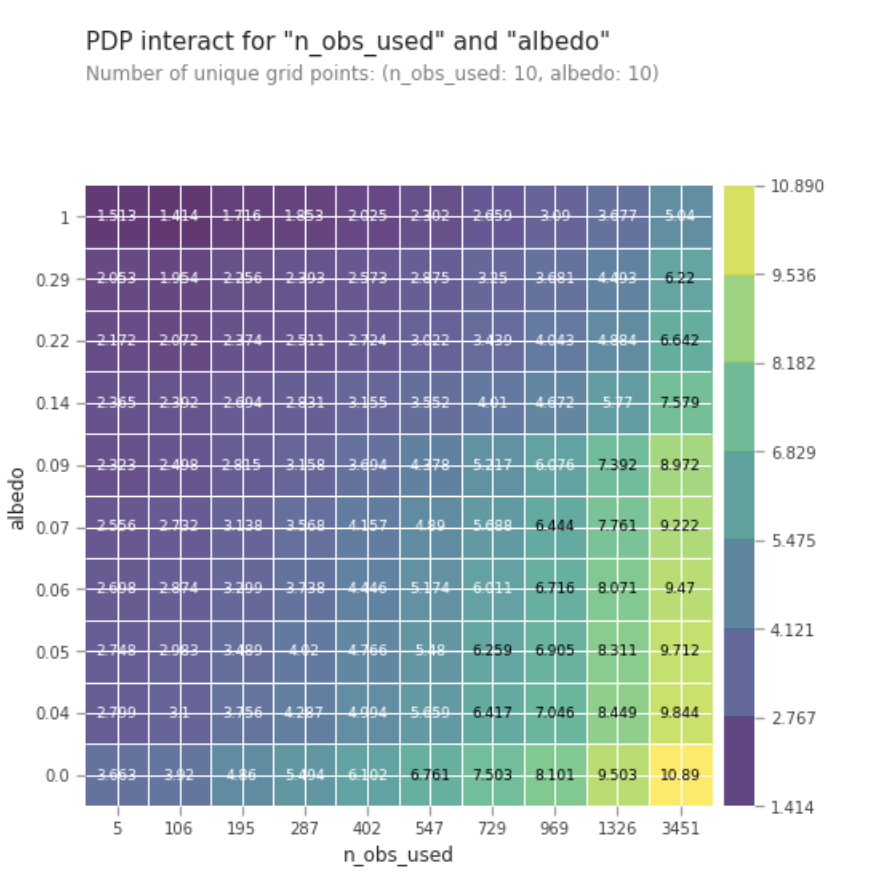 PDP interact for "n_obs_used" and "albedo"
Number of unique grid points: (n_obs_used: 10, albedo: 10)
10.890
1 1.513 1.414 1.716 1.853 2.025 2.302 2.659 3.09 3.677 5.04
0.29 2.053 1.954 2.256 2.393 2.573 2.875 3.25 3.681 4.493 6.22 9.536
0.22 2.172 2.072 2.374 2.511 2.724 3.022 3.439 4.043 4.884 6.642
8.182
0.14 2.365 2.392 2.694 2.831 3.155 3.552 4.01 4.672 5.77 7.579
0.09 2.323 2.498 2.815 3.158 3.694 4.378 5.217 6.076 7.392 8.972 6.829
albedo
0.07 2.556 2.732 3.138 3.568 4.157 4.89 5.688 6.444 7.761 9.222
5.475
0.06 2.698 2.874 3.299 3.738 4.446 5.174 6.011 6.716 8.071 9.47
4.121
0.05 2.748 2.983 3.489 4.02 4.766 5.48 6.259 6.905 8.311 9.712
0.04 2.799 3.1 3.756 4.287 4.994 5.659 6.417 7.046 8.449 9.844 2.767
0.0 3.663 3.92 4.86 5.494 6.102 6.761 7.503 8.101 9.503 10.89
1.414
5 106 195 287 402 547 729 969 1326 3451
n_obs_used